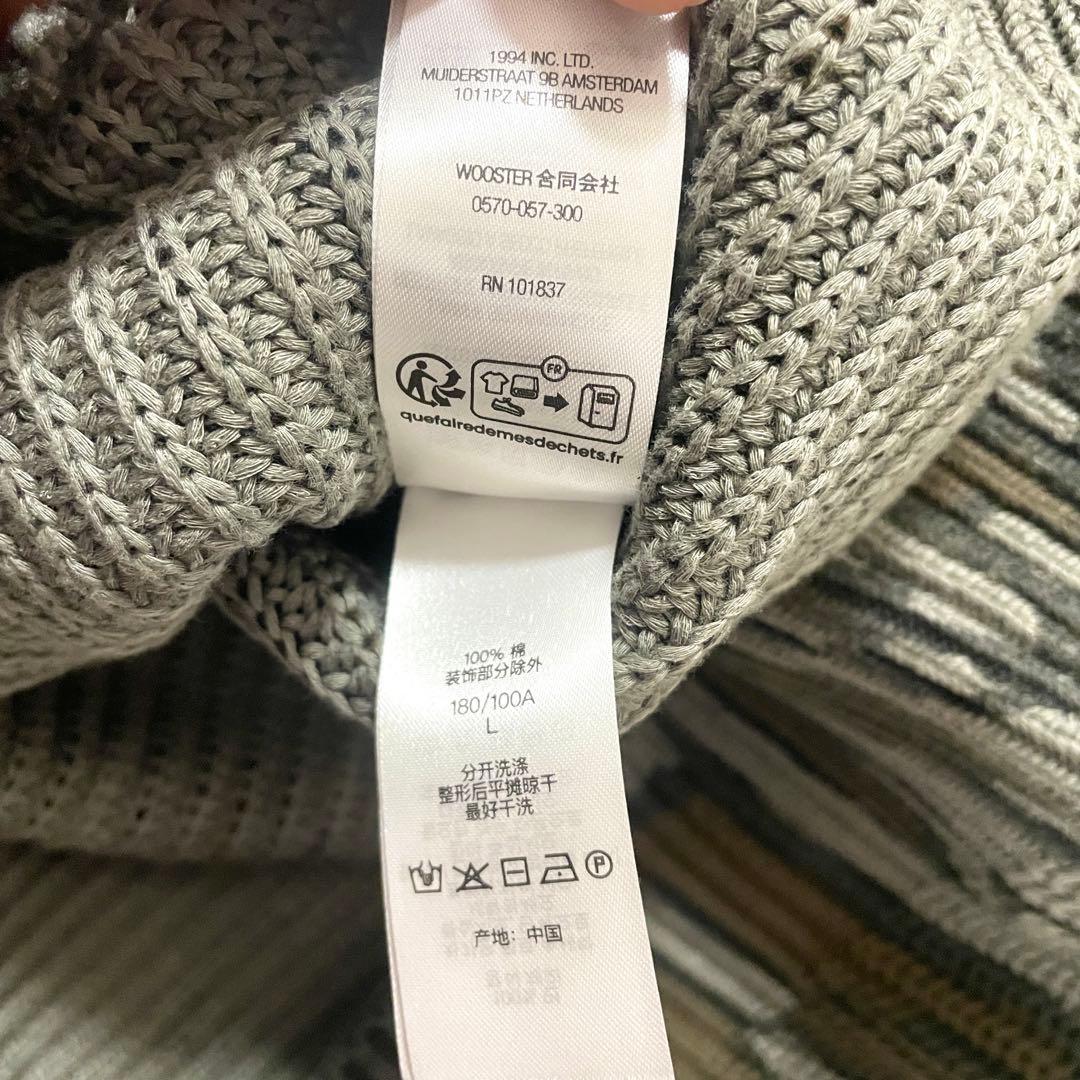 1994 INC. LTD.
MUIDERSTRAAT 9B AMSTERDAM
1011PZ NETHERLANDS
WOOSTER 合同会社
0570-057-300
RN 101837
FR
quefairedemesdechets.fr
100% 棉
装饰部分除外
180/100A
L
分开洗涤
整形后平摊晾干
最好干洗
P
产地: 中国